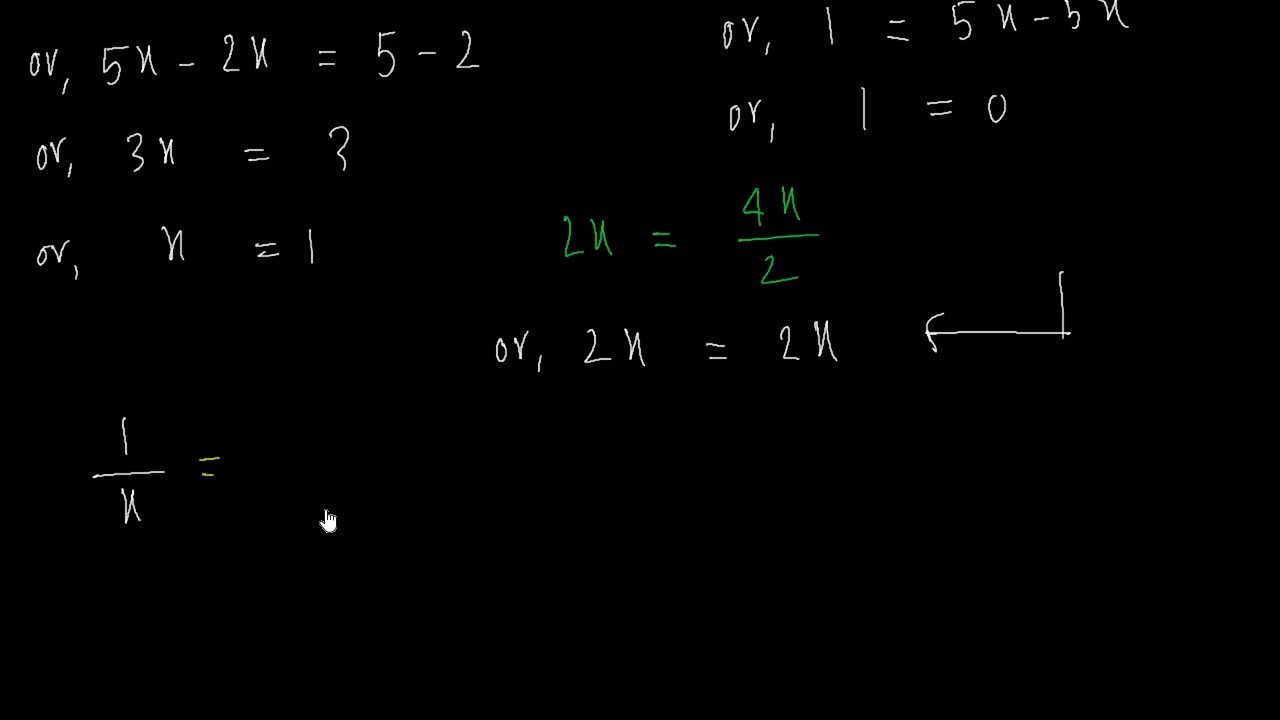 or, 5x - 2x = 5 - 2
or, 3x = 3
or, x = 1
or, 1 = 5x - 5x
or, 1 = 0
2x = 4x/2
or, 2x = 2x
1/x =